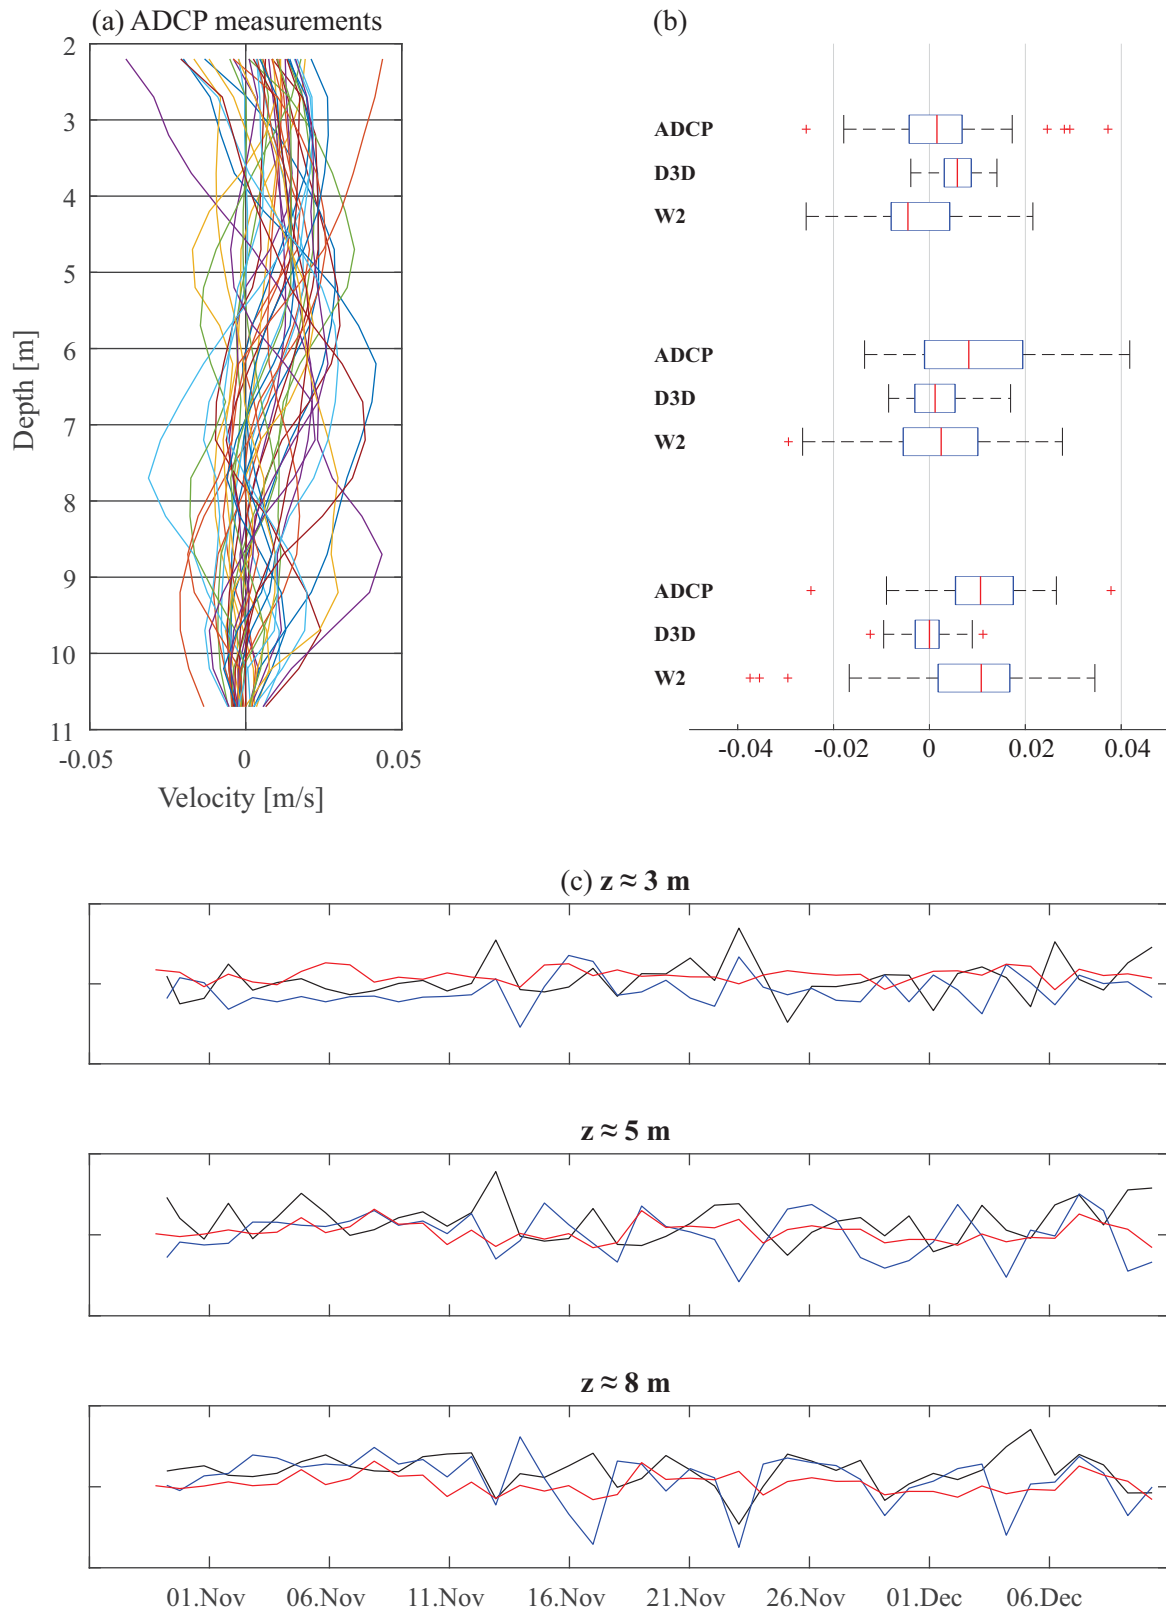 (a) ADCP measurements
2
3
4
5
6
7
8
9
10
11
Depth [m]
-0.05
0
0.05
Velocity [m/s]
(b)
ADCP
D3D
W2
ADCP
D3D
W2
ADCP
D3D
W2
-0.04
-0.02
0
0.02
0.04
(c) z ≈ 3 m
z ≈ 5 m
z ≈ 8 m
01.Nov
06.Nov
11.Nov
16.Nov
21.Nov
26.Nov
01.Dec
06.Dec